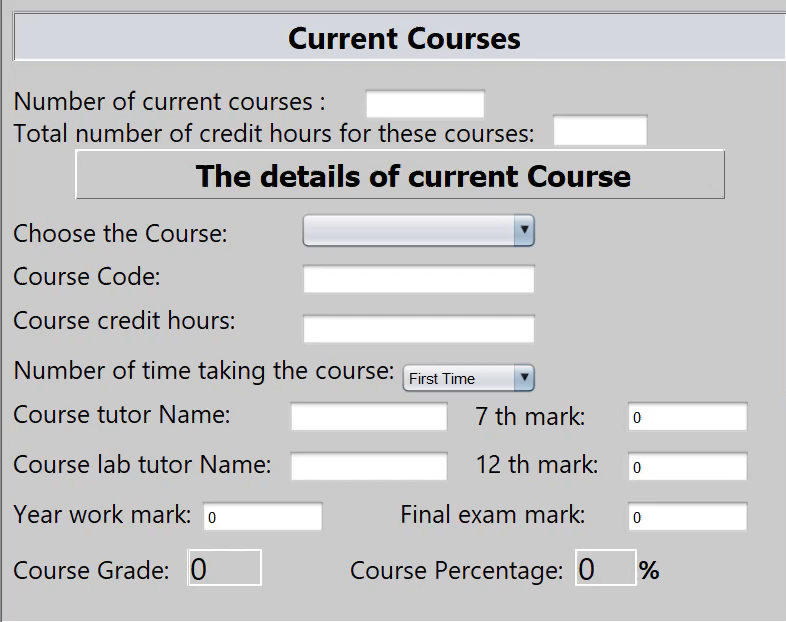 Current Courses
Number of current courses :
Total number of credit hours for these courses:
The details of current Course
Choose the Course:
Course Code:
Course credit hours:
Number of time taking the course: First Time
Course tutor Name: 7 th mark: 0
Course lab tutor Name: 12 th mark: 0
Year work mark: 0 Final exam mark: 0
Course Grade: 0 Course Percentage: 0 %